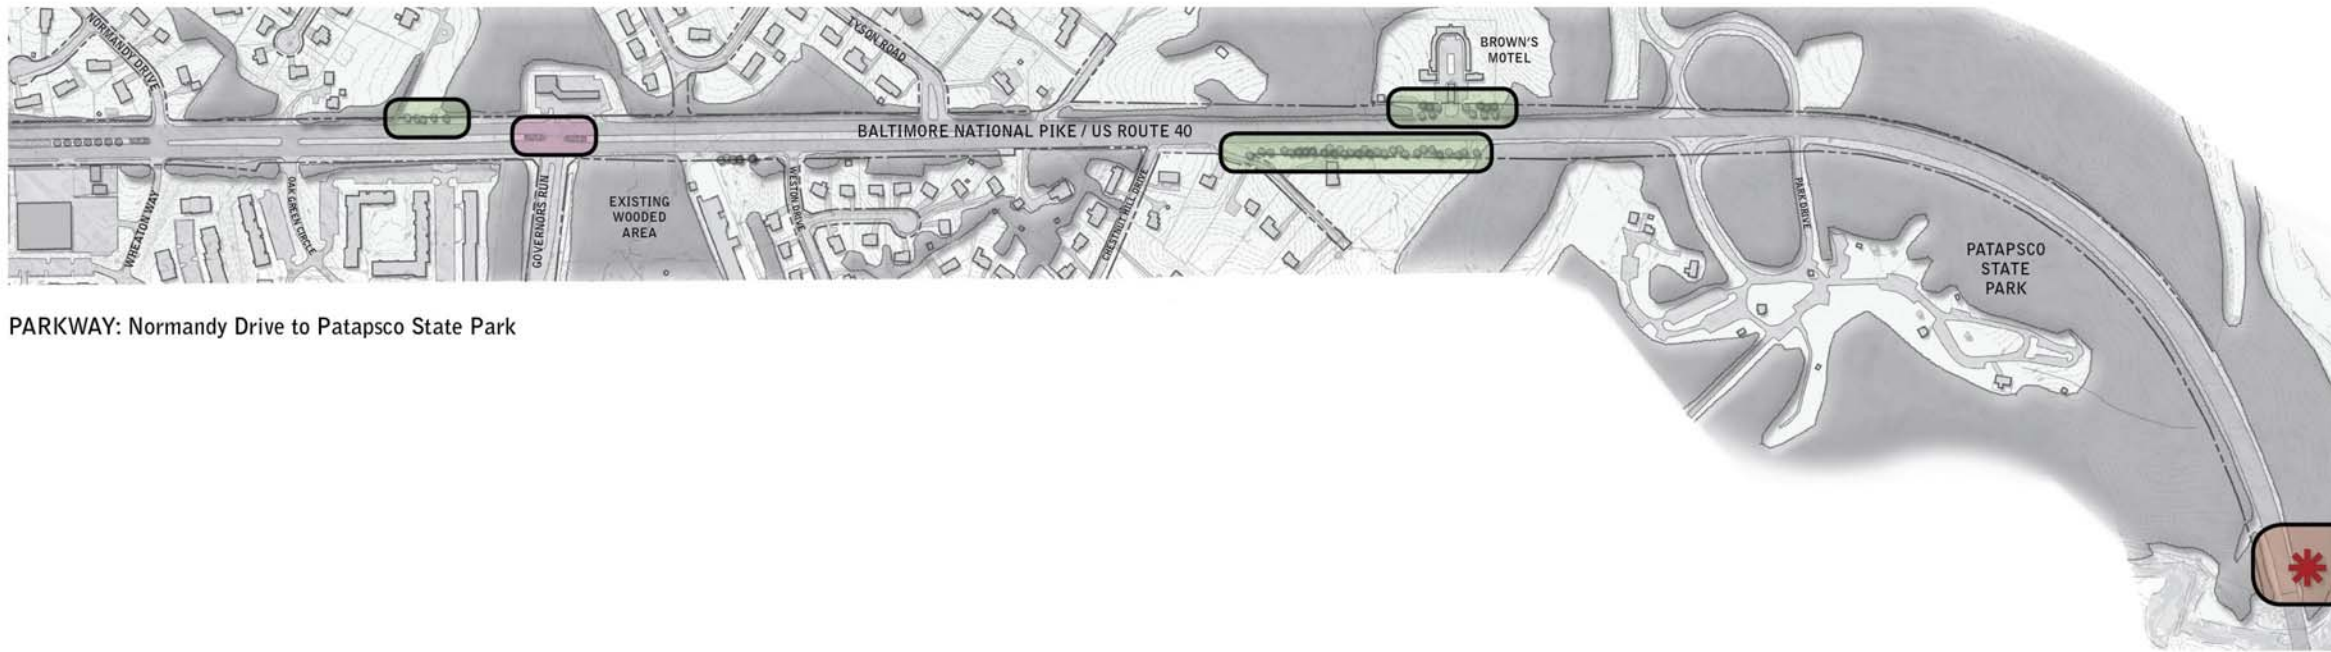 NORMANDY DRIVE
TYSON ROAD
BROWN'S
MOTEL
BALTIMORE NATIONAL PIKE / US ROUTE 40
WHEATON WAY
OAK GREEN CIRCLE
GOVERNORS RUN
EXISTING
WOODED
AREA
WESTON DRIVE
CHESTNUT HILL DRIVE
PARK DRIVE
PATAPSCO
STATE
PARK
PARKWAY: Normandy Drive to Patapsco State Park